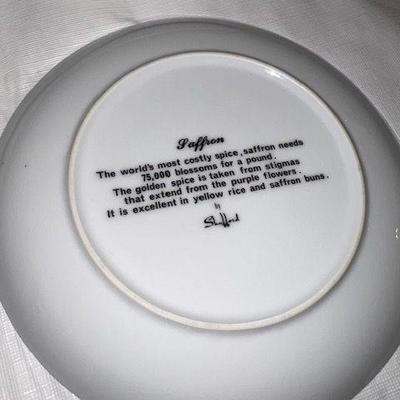 Saffron
The world's most costly spice, saffron needs
75,000 blossoms for a pound.
The golden spice is taken from stigmas
that extend from the purple flowers.
It is excellent in yellow rice and saffron buns.
by
Shafford